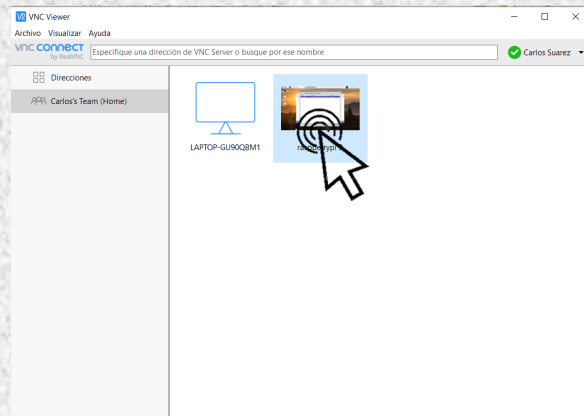 VNC Viewer
Archivo Visualizar Ayuda
VNC CONNECT
by RealVNC
Especifique una dirección de VNC Server o busque por ese nombre
Carlos Suarez
Direcciones
Carlos's Team (Home)
LAPTOP-GU90QBM1